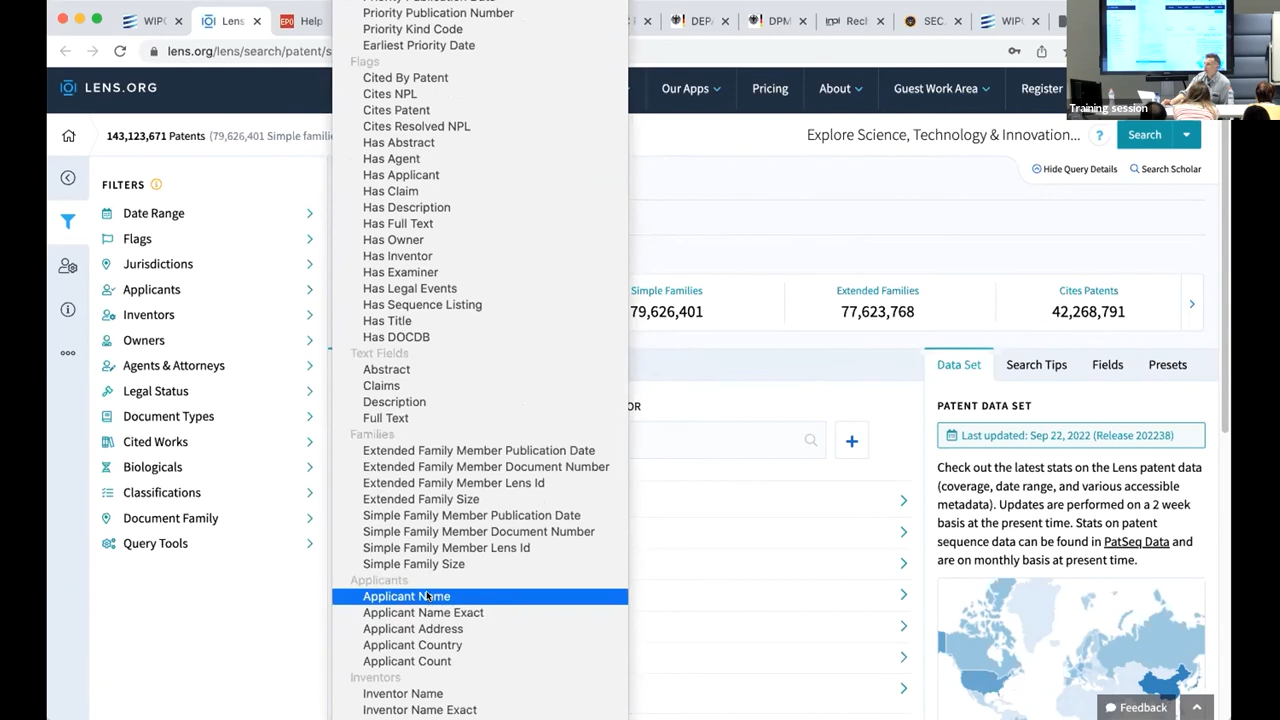 WIPO
Lens
EPO
Help
DEPA
DPM
Recl
SEC
WIPO
lens.org/lens/search/patent/s
LENS.ORG
Our Apps
Pricing
About
Guest Work Area
Register
Training session
143,123,671 Patents (79,626,401 Simple familie
Explore Science, Technology & Innovation...
?
Search
Hide Query Details
Search Scholar
FILTERS
Date Range
Flags
Jurisdictions
Applicants
Inventors
Owners
Agents & Attorneys
Legal Status
Document Types
Cited Works
Biologicals
Classifications
Document Family
Query Tools
Priority Publication Date
Priority Publication Number
Priority Kind Code
Earliest Priority Date
Flags
Cited By Patent
Cites NPL
Cites Patent
Cites Resolved NPL
Has Abstract
Has Agent
Has Applicant
Has Claim
Has Description
Has Full Text
Has Owner
Has Inventor
Has Examiner
Has Legal Events
Has Sequence Listing
Has Title
Has DOCDB
Text Fields
Abstract
Claims
Description
Full Text
Families
Extended Family Member Publication Date
Extended Family Member Document Number
Extended Family Member Lens Id
Extended Family Size
Simple Family Member Publication Date
Simple Family Member Document Number
Simple Family Member Lens Id
Simple Family Size
Applicants
Applicant Name
Applicant Name Exact
Applicant Address
Applicant Country
Applicant Count
Inventors
Inventor Name
Inventor Name Exact
Simple Families
79,626,401
Extended Families
77,623,768
Cites Patents
42,268,791
OR
Data Set
Search Tips
Fields
Presets
PATENT DATA SET
Last updated: Sep 22, 2022 (Release 202238)
Check out the latest stats on the Lens patent data
(coverage, date range, and various accessible
metadata). Updates are performed on a 2 week
basis at the present time. Stats on patent
sequence data can be found in PatSeq Data and
are on monthly basis at present time.
Feedback